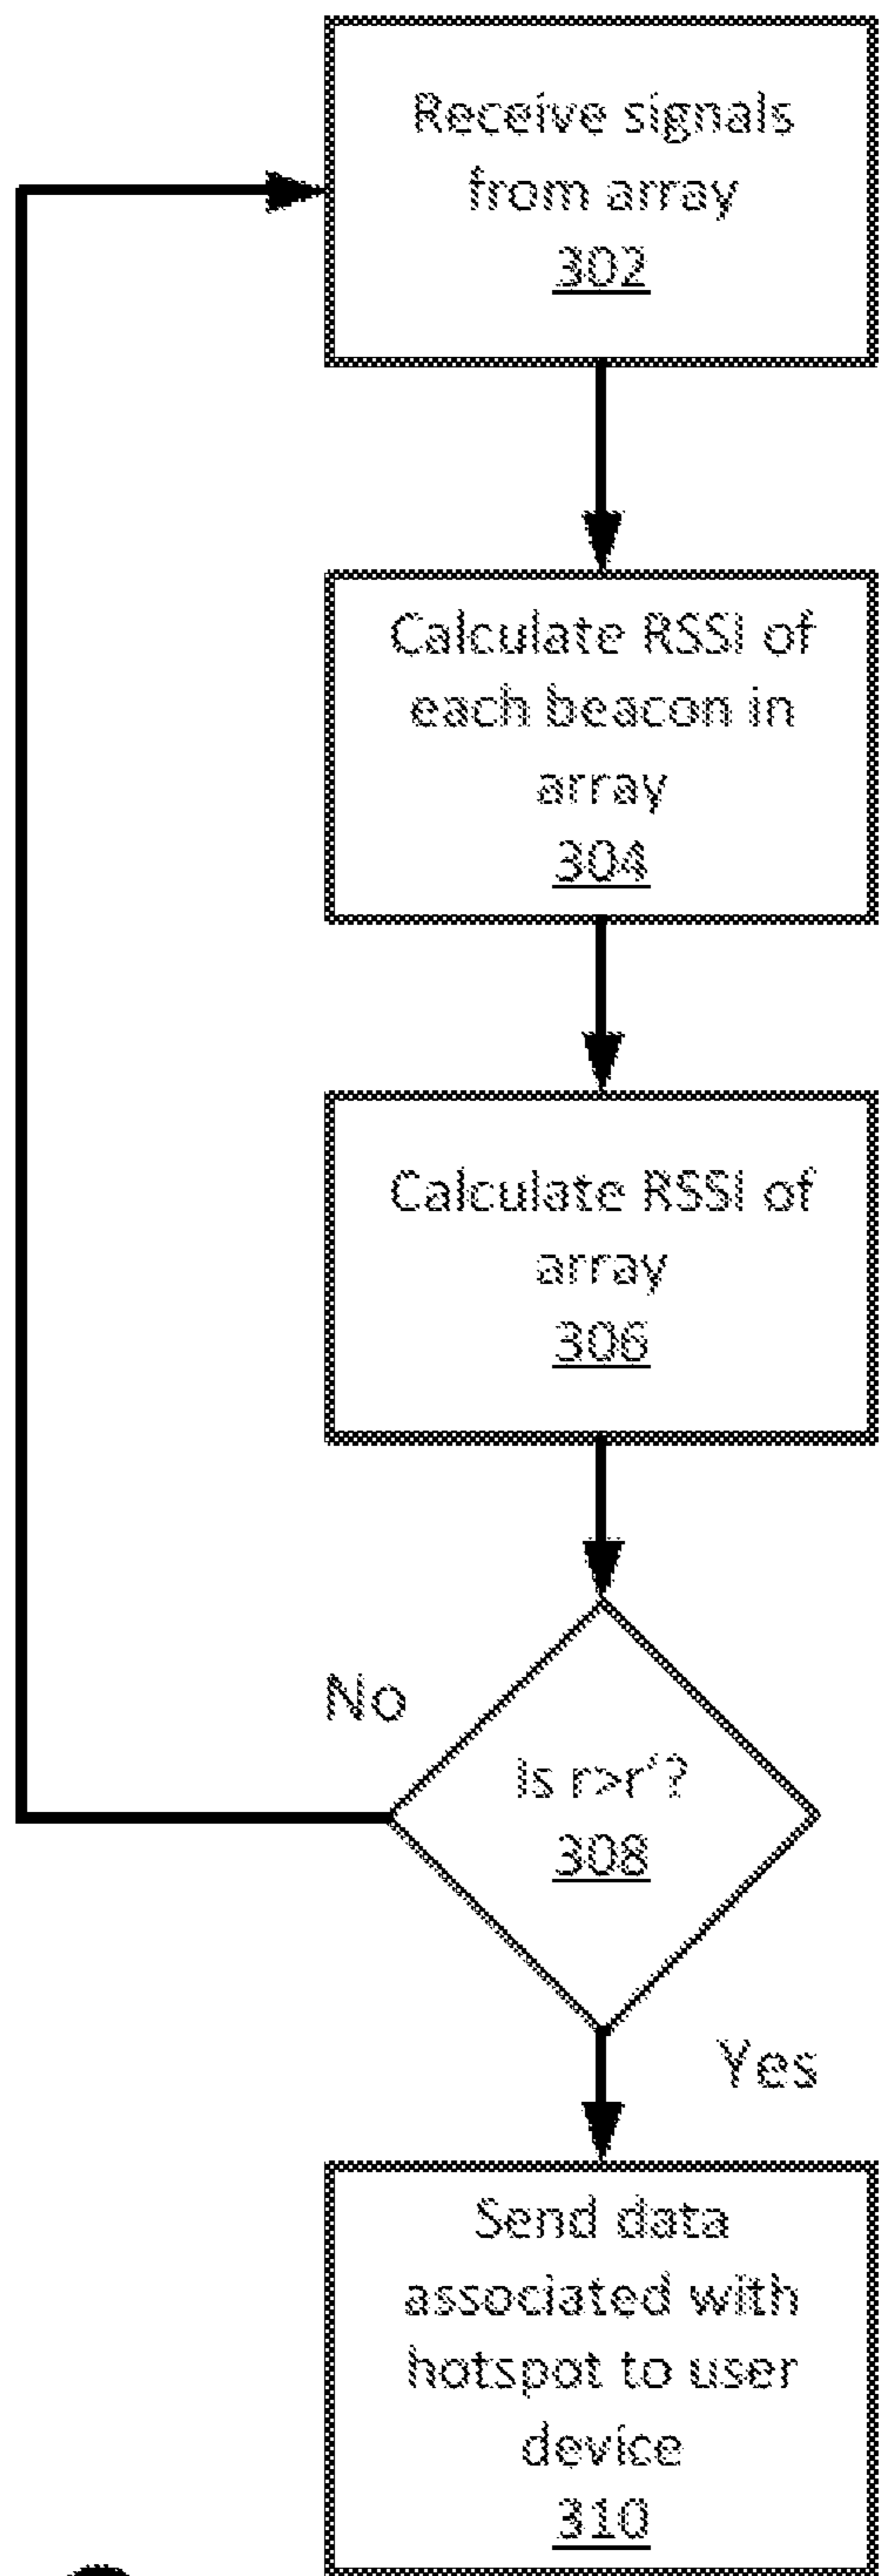 Receive signals
from array
302
Calculate RSSI of
each beacon in
array
304
Calculate RSSI of
array
306
No
Is r>r'?
308
Yes
Send data
associated with
hotspot to user
device
310